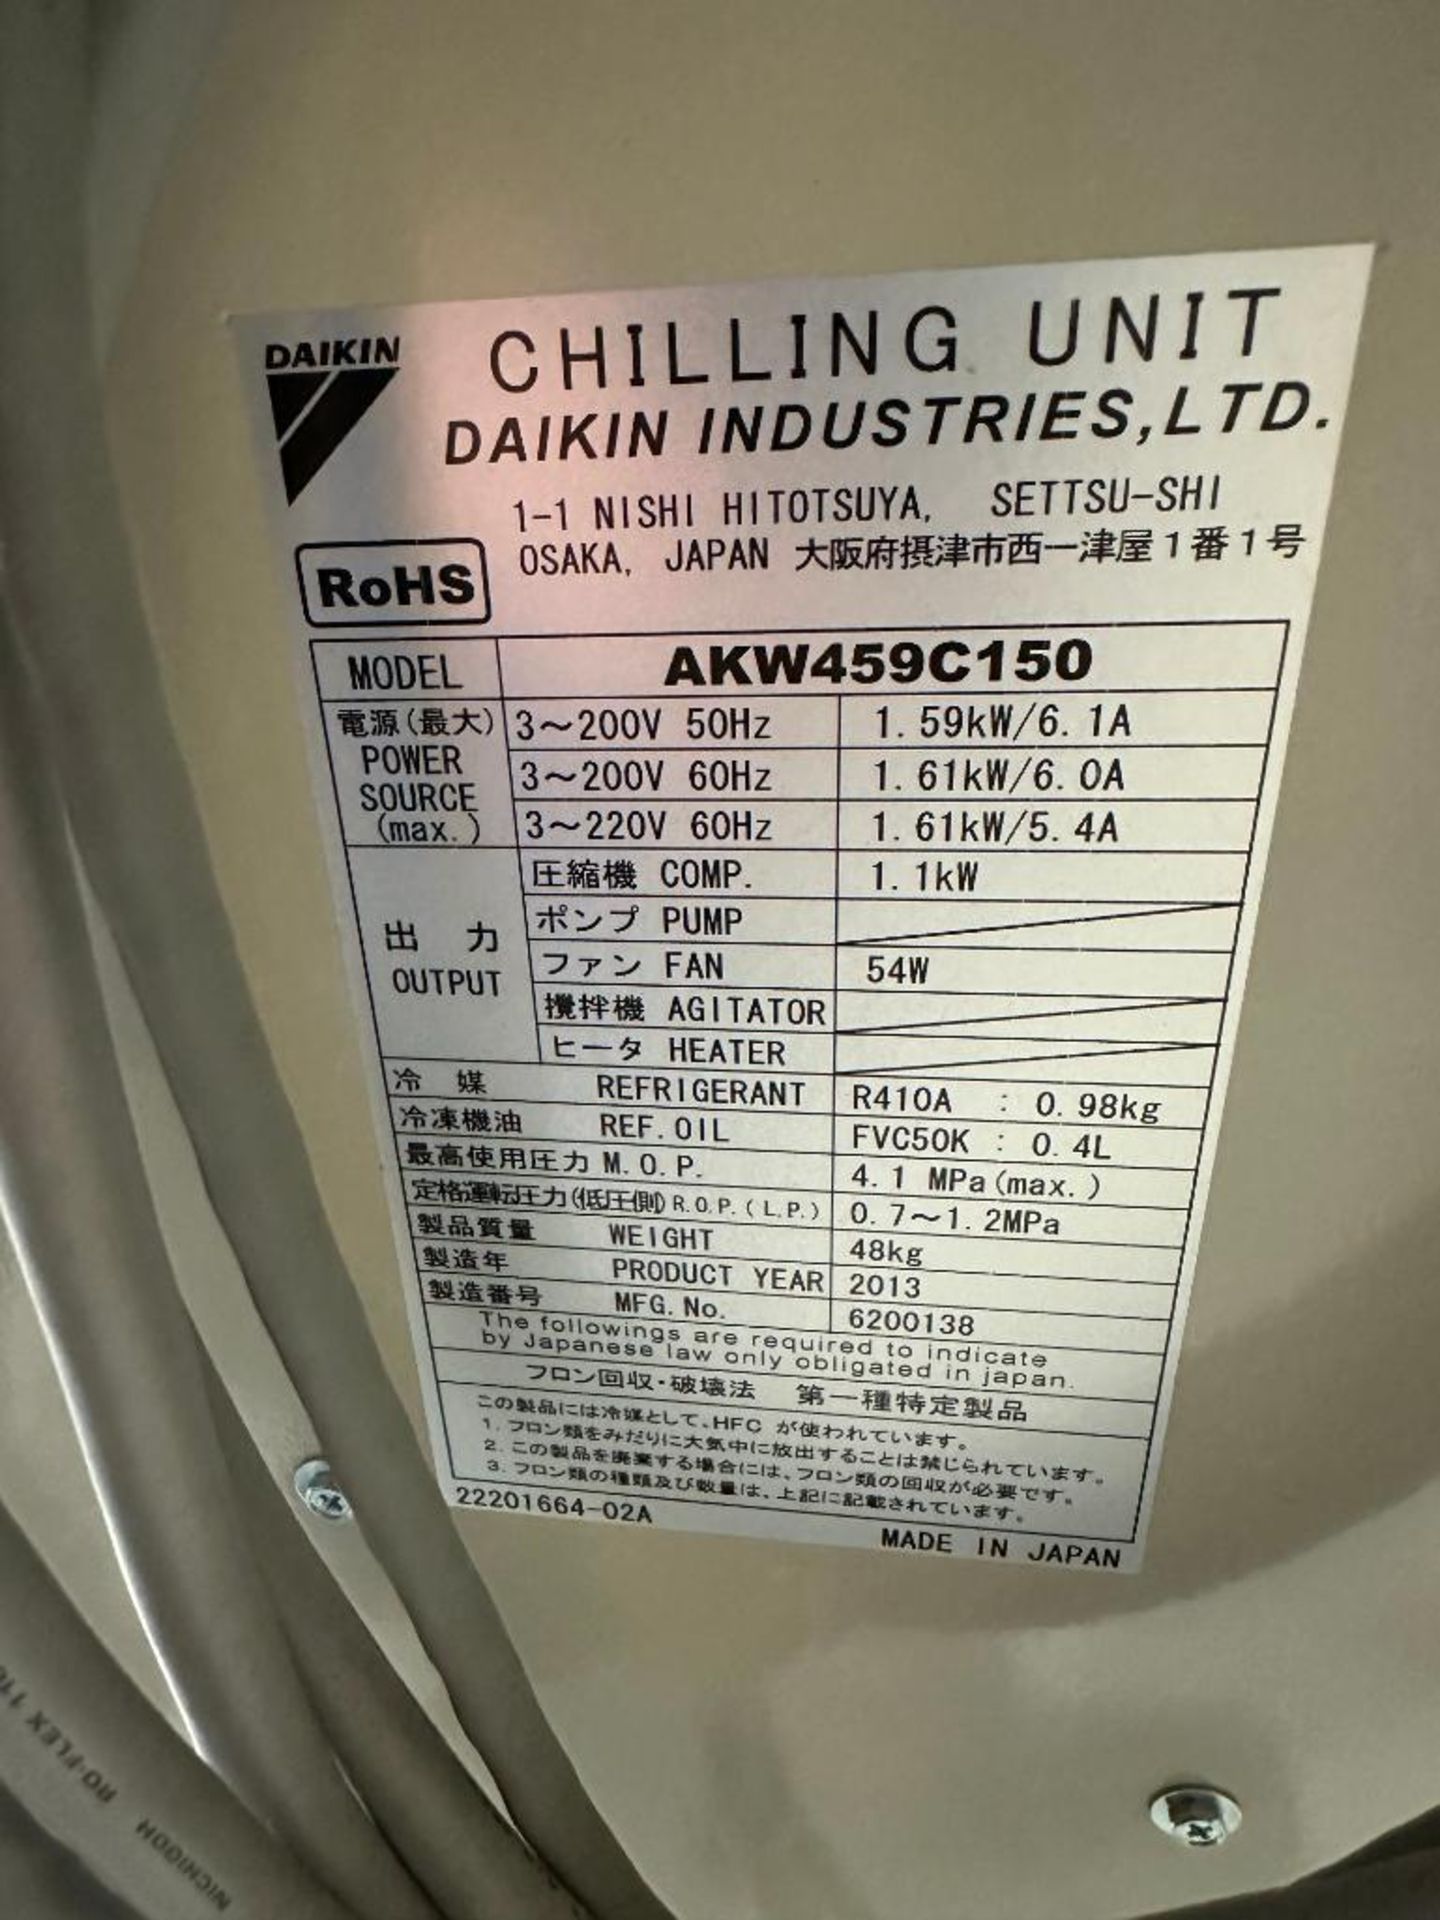 DAIKIN
CHILLING UNIT
DAIKIN INDUSTRIES,LTD.
1-1 NISHI HITOTSUYA, SETTSU-SHI
OSAKA, JAPAN 大阪府摂津市西一津屋1番1号
RoHS
MODEL AKW459C150
電源(最大) POWER SOURCE (max.)
3～200V 50Hz 1.59kW/6.1A
3～200V 60Hz 1.61kW/6.0A
3～220V 60Hz 1.61kW/5.4A
出 力 OUTPUT
圧縮機 COMP. 1.1kW
ポンプ PUMP
ファン FAN 54W
攪拌機 AGITATOR
ヒータ HEATER
冷 媒 REFRIGERANT R410A : 0.98kg
冷凍機油 REF.OIL FVC50K : 0.4L
最高使用圧力 M.O.P. 4.1 MPa(max.)
定格運転圧力(低圧側) R.O.P.(L.P.) 0.7～1.2MPa
製品質量 WEIGHT 48kg
製造年 PRODUCT YEAR 2013
製造番号 MFG.No. 6200138
The followings are required to indicate
by Japanese law only obligated in japan.
フロン回収・破壊法 第一種特定製品
この製品には冷媒として、HFC が使われています。
1. フロン類をみだりに大気中に放出することは禁じられています。
2. この製品を廃棄する場合には、フロン類の回収が必要です。
3. フロン類の種類及び数量は、上記に記載されています。
22201664-02A
MADE IN JAPAN
NICHIGOH RO-FLEX